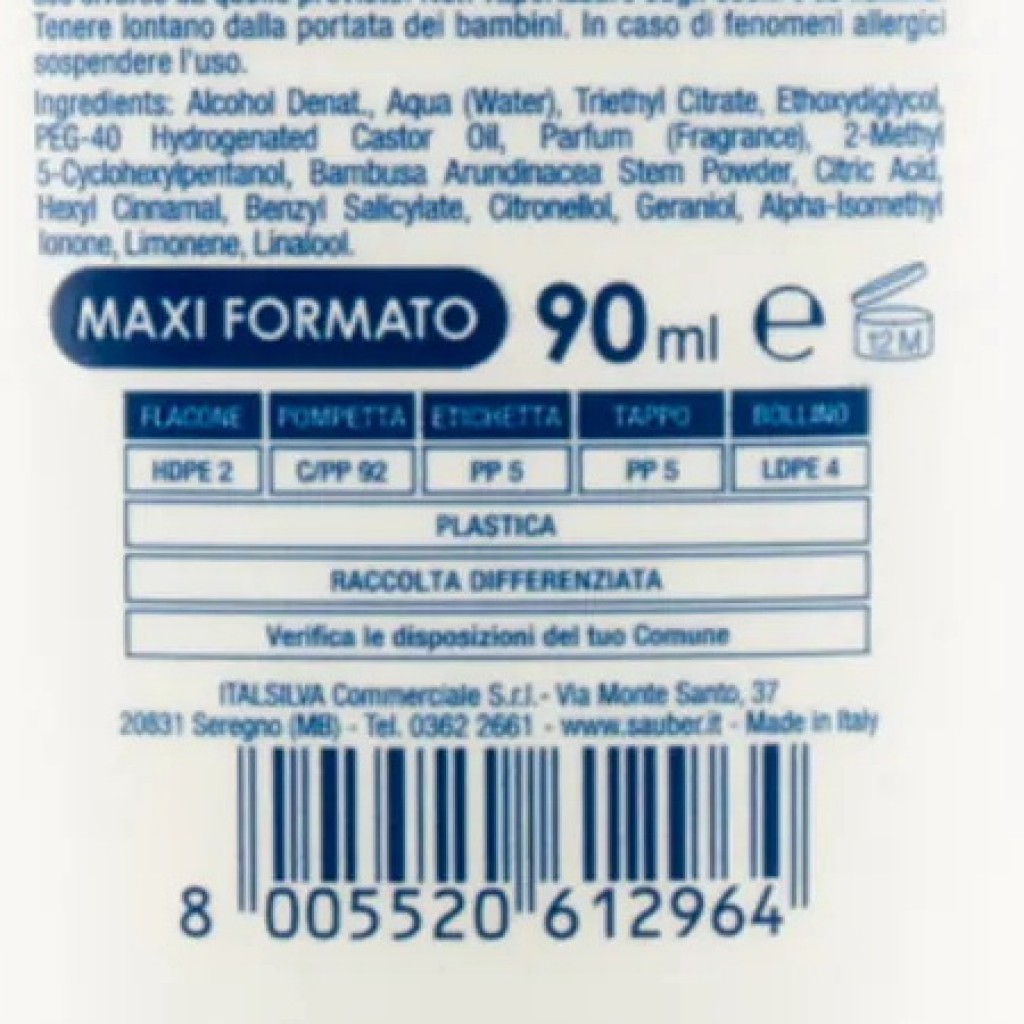 Tenere lontano dalla portata dei bambini. In caso di fenomeni allergici
sospendere l'uso.
Ingredients: Alcohol Denat., Aqua (Water), Triethyl Citrate, Ethoxydiglycol,
PEG-40 Hydrogenated Castor Oil, Parfum (Fragrance), 2-Methyl
5-Cyclohexylpentanol, Bambusa Arundinacea Stem Powder, Citric Acid,
Hexyl Cinnamal, Benzyl Salicylate, Citronellol, Geraniol, Alpha-Isomethyl
Ionone, Limonene, Linalool.
MAXI FORMATO 90 ml e 12 M
FLACONE POMPETTA ETICHETTA TAPPO BOLLINO
HDPE 2 C/PP 92 PP 5 PP 5 LDPE 4
PLASTICA
RACCOLTA DIFFERENZIATA
Verifica le disposizioni del tuo Comune
ITALSILVA Commerciale S.r.l.- Via Monte Santo, 37
20831 Seregno (MB) - Tel. 0362 2661 - www.sauber.it - Made in Italy
8 005520 612964